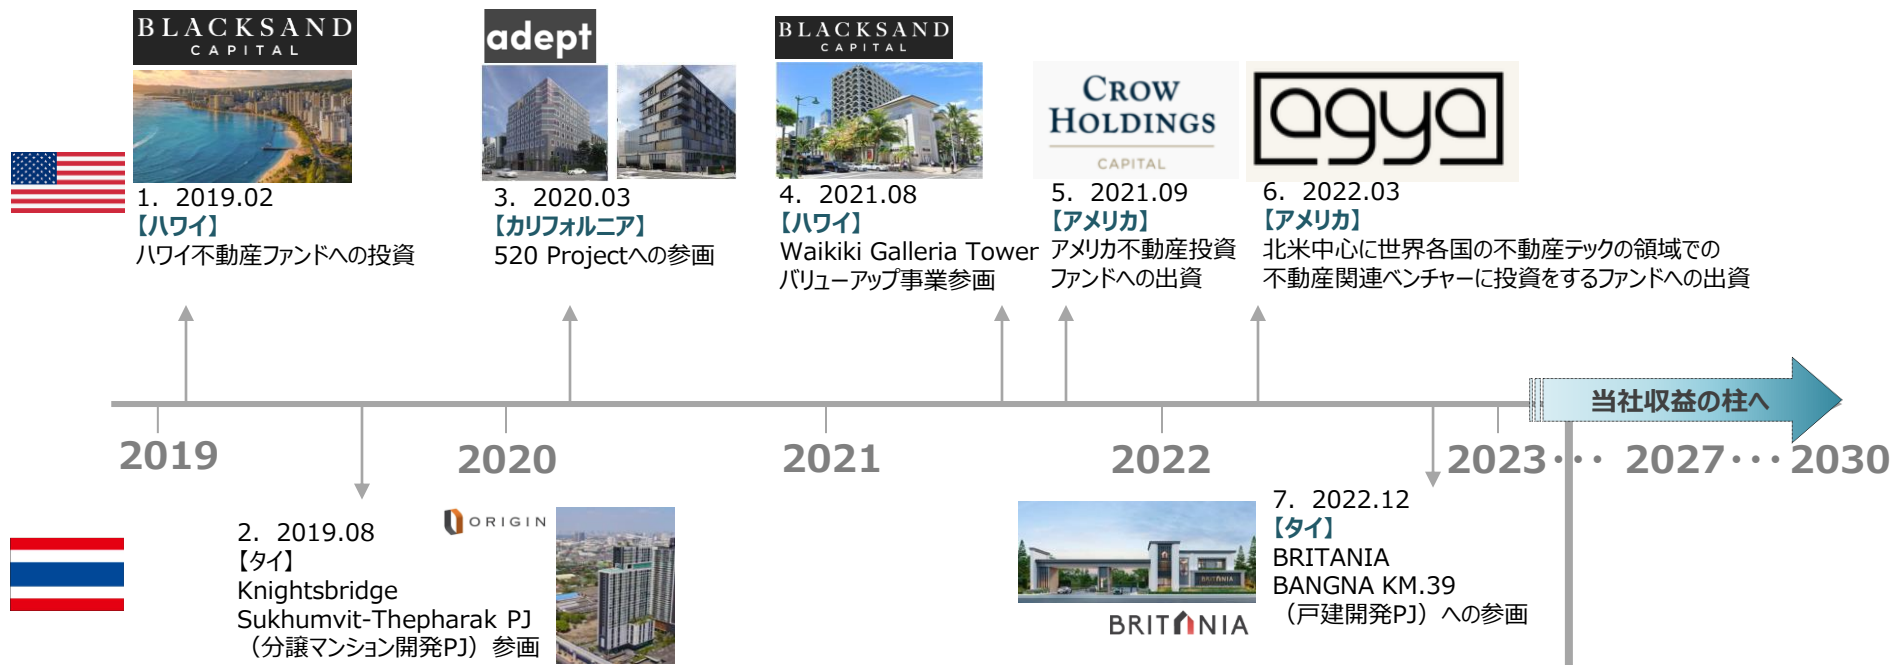 BLACKSAND
CAPITAL
1. 2019.02
【ハワイ】
ハワイ不動産ファンドへの投資
adept
3. 2020.03
【カリフォルニア】
520 Projectへの参画
BLACKSAND
CAPITAL
4. 2021.08
【ハワイ】
Waikiki Galleria Tower
バリューアップ事業参画
CROW
HOLDINGS
CAPITAL
5. 2021.09
【アメリカ】
アメリカ不動産投資
ファンドへの出資
agya
6. 2022.03
【アメリカ】
北米中心に世界各国の不動産テックの領域での
不動産関連ベンチャーに投資をするファンドへの出資
当社収益の柱へ
2019
2020
2021
2022
2023・・・
2027・・・2030
2. 2019.08
【タイ】
Knightsbridge
Sukhumvit-Thepharak PJ
（分譲マンション開発PJ）参画
ORIGIN
BRITANIA
BRITANIA
7. 2022.12
【タイ】
BRITANIA
BANGNA KM.39
（戸建開発PJ）への参画